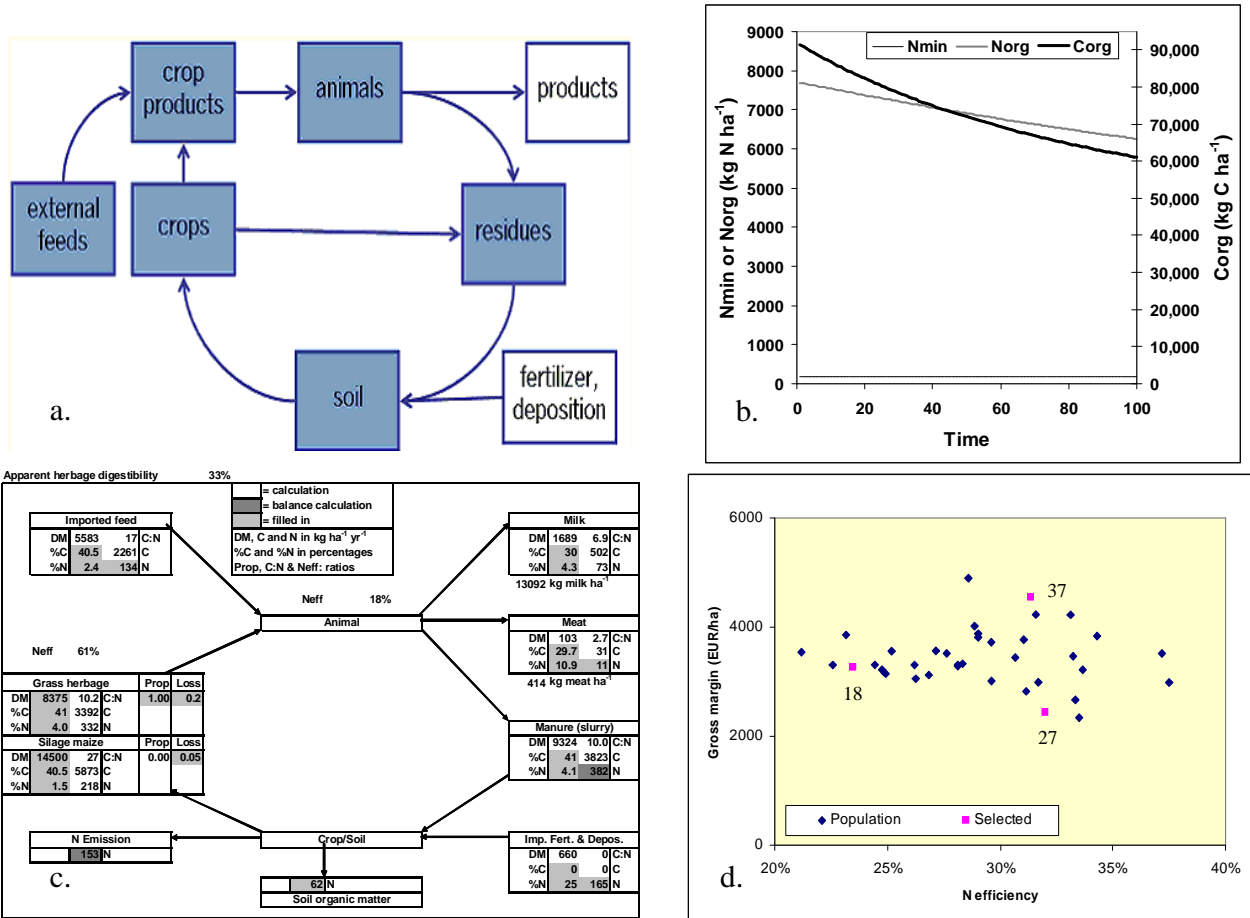 crop
products
animals
products
external
feeds
crops
residues
soil
fertilizer,
deposition
a.
Nmin Norg Corg
9000
8000
7000
6000
5000
4000
3000
2000
1000
0
90,000
80,000
70,000
60,000
50,000
40,000
30,000
20,000
10,000
0
0 20 40 60 80 100
Time
Nmin or Norg (kg N ha⁻¹)
Corg (kg C ha⁻¹)
b.
Apparent herbage digestibility 33%
= calculation
= balance calculation
= filled in
DM, C and N in kg ha⁻¹ yr⁻¹
%C and %N in percentages
Prop, C:N & Neff: ratios
Imported feed
DM 5583 17 C:N
%C 40.5 2261 C
%N 2.4 134 N
Milk
DM 1689 6.9 C:N
%C 30 502 C
%N 4.3 73 N
13092 kg milk ha⁻¹
Neff 18%
Animal
Meat
DM 103 2.7 C:N
%C 29.7 31 C
%N 10.9 11 N
414 kg meat ha⁻¹
Neff 61%
Grass herbage Prop Loss
DM 8375 10.2 C:N 1.00 0.2
%C 41 3392 C
%N 4.0 332 N
Silage maize Prop Loss
DM 14500 27 C:N 0.00 0.05
%C 40.5 5873 C
%N 1.5 218 N
Manure (slurry)
DM 9324 10.0 C:N
%C 41 3823 C
%N 4.1 382 N
N Emission
153 N
Crop/Soil
Imp. Fert. & Depos.
DM 660 0 C:N
%C 0 0 C
%N 25 165 N
62 N
Soil organic matter
c.
6000
4000
2000
0
Gross margin (EUR/ha)
37
18
27
Population Selected
20% 25% 30% 35% 40%
N efficiency
d.